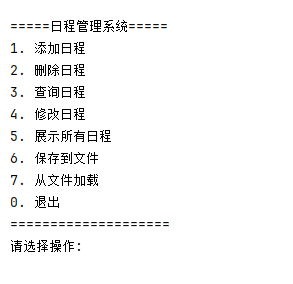 =====日程管理系统=====
1. 添加日程
2. 删除日程
3. 查询日程
4. 修改日程
5. 展示所有日程
6. 保存到文件
7. 从文件加载
0. 退出
====================
请选择操作: